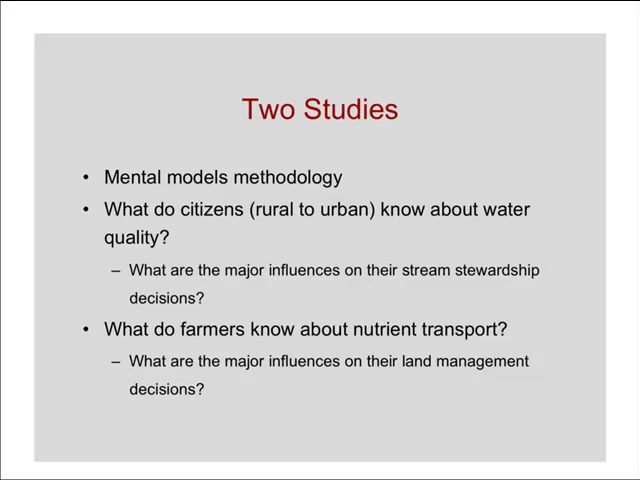 Two Studies
• Mental models methodology
• What do citizens (rural to urban) know about water
quality?
– What are the major influences on their stream stewardship
decisions?
• What do farmers know about nutrient transport?
– What are the major influences on their land management
decisions?